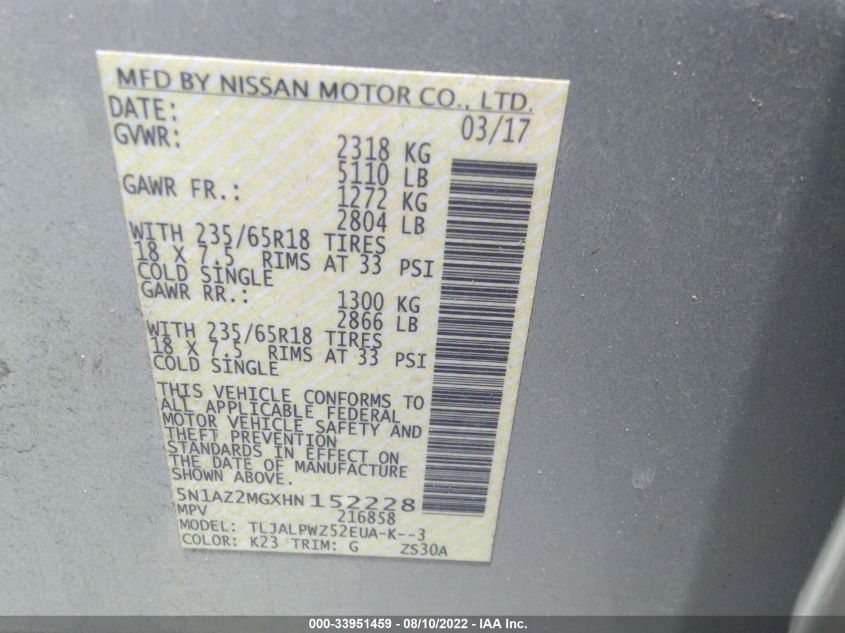 MFD BY NISSAN MOTOR CO., LTD.
DATE: 03/17
GVWR: 2318 KG
5110 LB
GAWR FR.: 1272 KG
2804 LB
WITH 235/65R18 TIRES
18 X 7.5 RIMS AT 33 PSI
COLD SINGLE
GAWR RR.: 1300 KG
2866 LB
WITH 235/65R18 TIRES
18 X 7.5 RIMS AT 33 PSI
COLD SINGLE
THIS VEHICLE CONFORMS TO
ALL APPLICABLE FEDERAL
MOTOR VEHICLE SAFETY AND
THEFT PREVENTION
STANDARDS IN EFFECT ON
THE DATE OF MANUFACTURE
SHOWN ABOVE.
5N1AZ2MGXHN 152228
MPV 216858
MODEL: TLJALPWZ52EUA-K--3
COLOR: K23 TRIM: G ZS30A
000-33951459 - 08/10/2022 - IAA Inc.